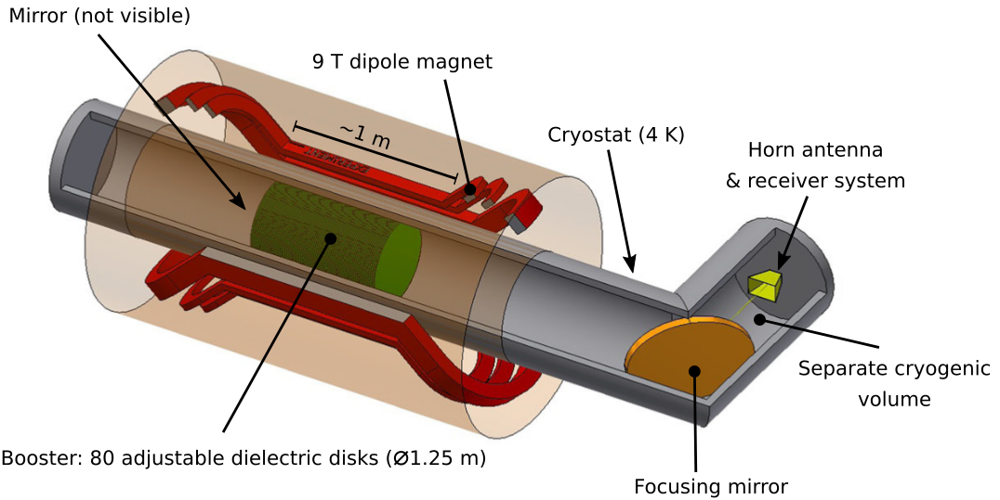 Mirror (not visible)
9 T dipole magnet
~1 m
Cryostat (4 K)
Horn antenna
& receiver system
Separate cryogenic
volume
Booster: 80 adjustable dielectric disks (Ø1.25 m)
Focusing mirror